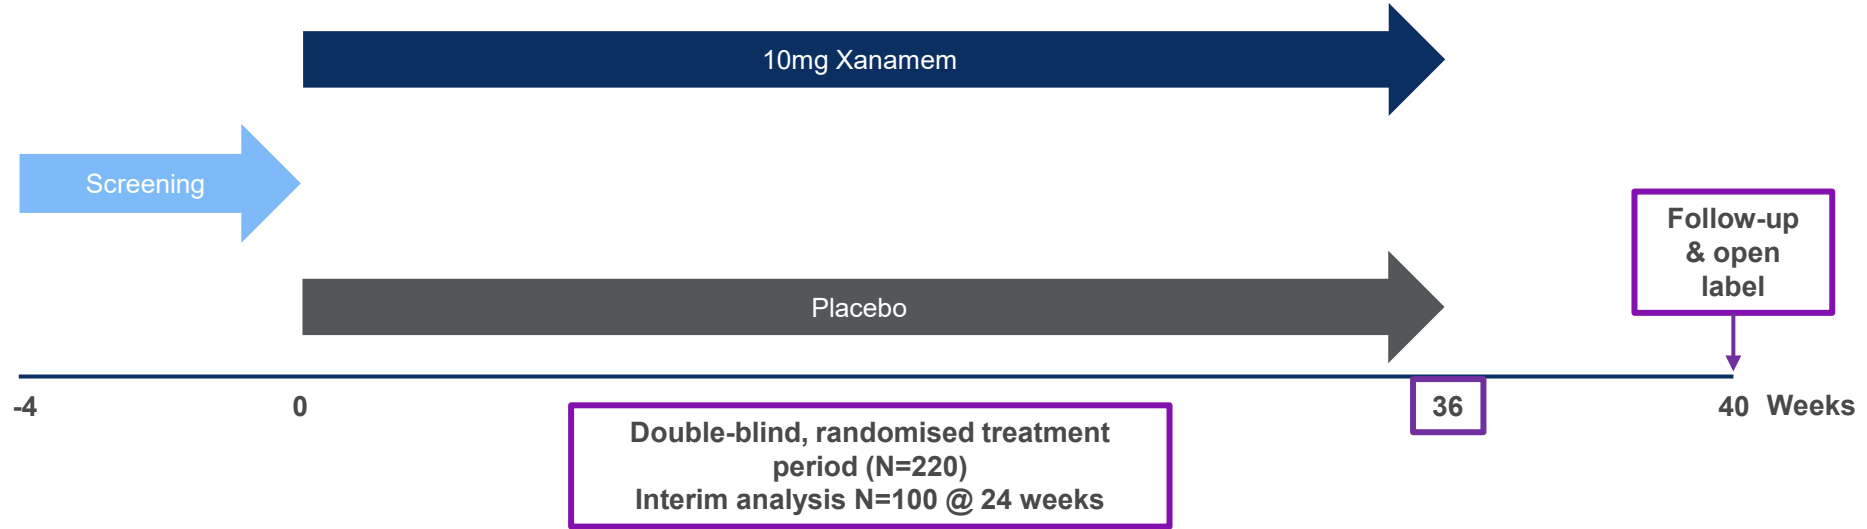 10mg Xanamem
Screening
Placebo
Follow-up
& open
label
-4
0
36
40 Weeks
Double-blind, randomised treatment
period (N=220)
Interim analysis N=100 @ 24 weeks